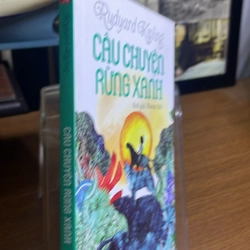 Rudyard Kipling
CÂU CHUYỆN
RỪNG XANH
CÂU CHUYỆN RỪNG XANH